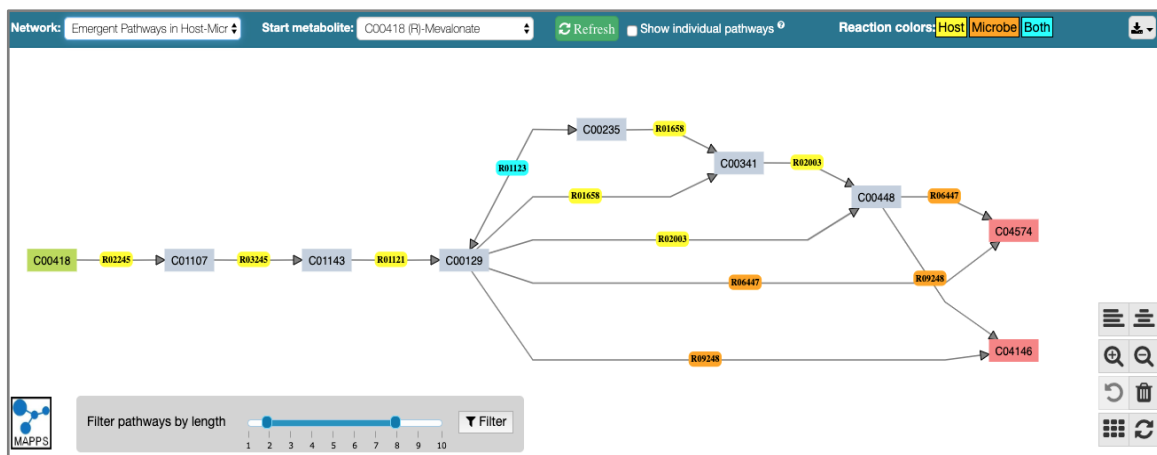 Network: Emergent Pathways in Host-Micr Start metabolite: C00418 (R)-Mevalonate Refresh Show individual pathways ? Reaction colors: Host Microbe Both
C00235 R01658
R01123 C00341 R02003
R01658 C00448 R06447
C04574
R02003
C00418 R02245 C01107 R03245 C01143 R01121 C00129
R09248
R06447
C04146
R09248
Filter pathways by length Filter
1 2 3 4 5 6 7 8 9 10
MAPPS